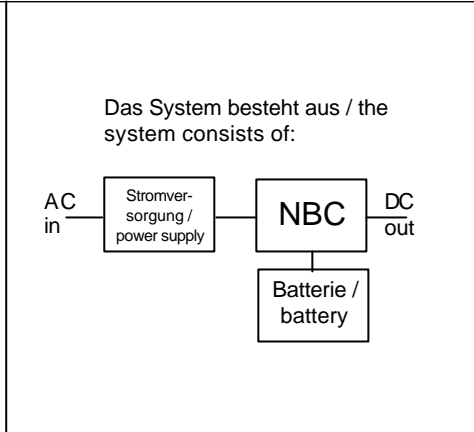 Das System besteht aus / the
system consists of:
AC
in
Stromver-
sorgung /
power supply
NBC
DC
out
Batterie /
battery